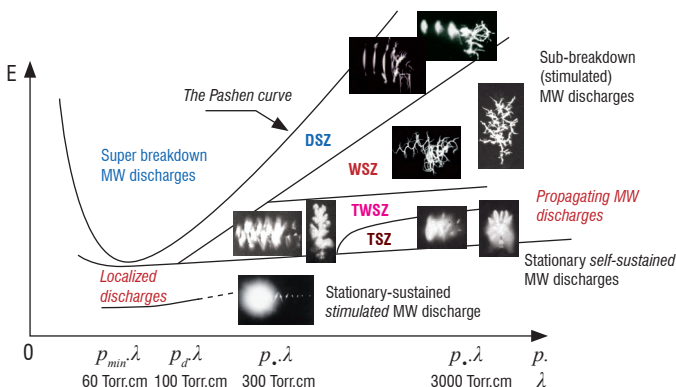 E
The Pashen curve
Super breakdown
MW discharges
DSZ
WSZ
TWSZ
TSZ
Sub-breakdown
(stimulated)
MW discharges
Propagating MW
discharges
Stationary self-sustained
MW discharges
Localized
discharges
Stationary-sustained
stimulated MW discharge
0
pmin.λ
pd.λ
p•.λ
p•.λ
p.
λ
60 Torr.cm
100 Torr.cm
300 Torr.cm
3000 Torr.cm